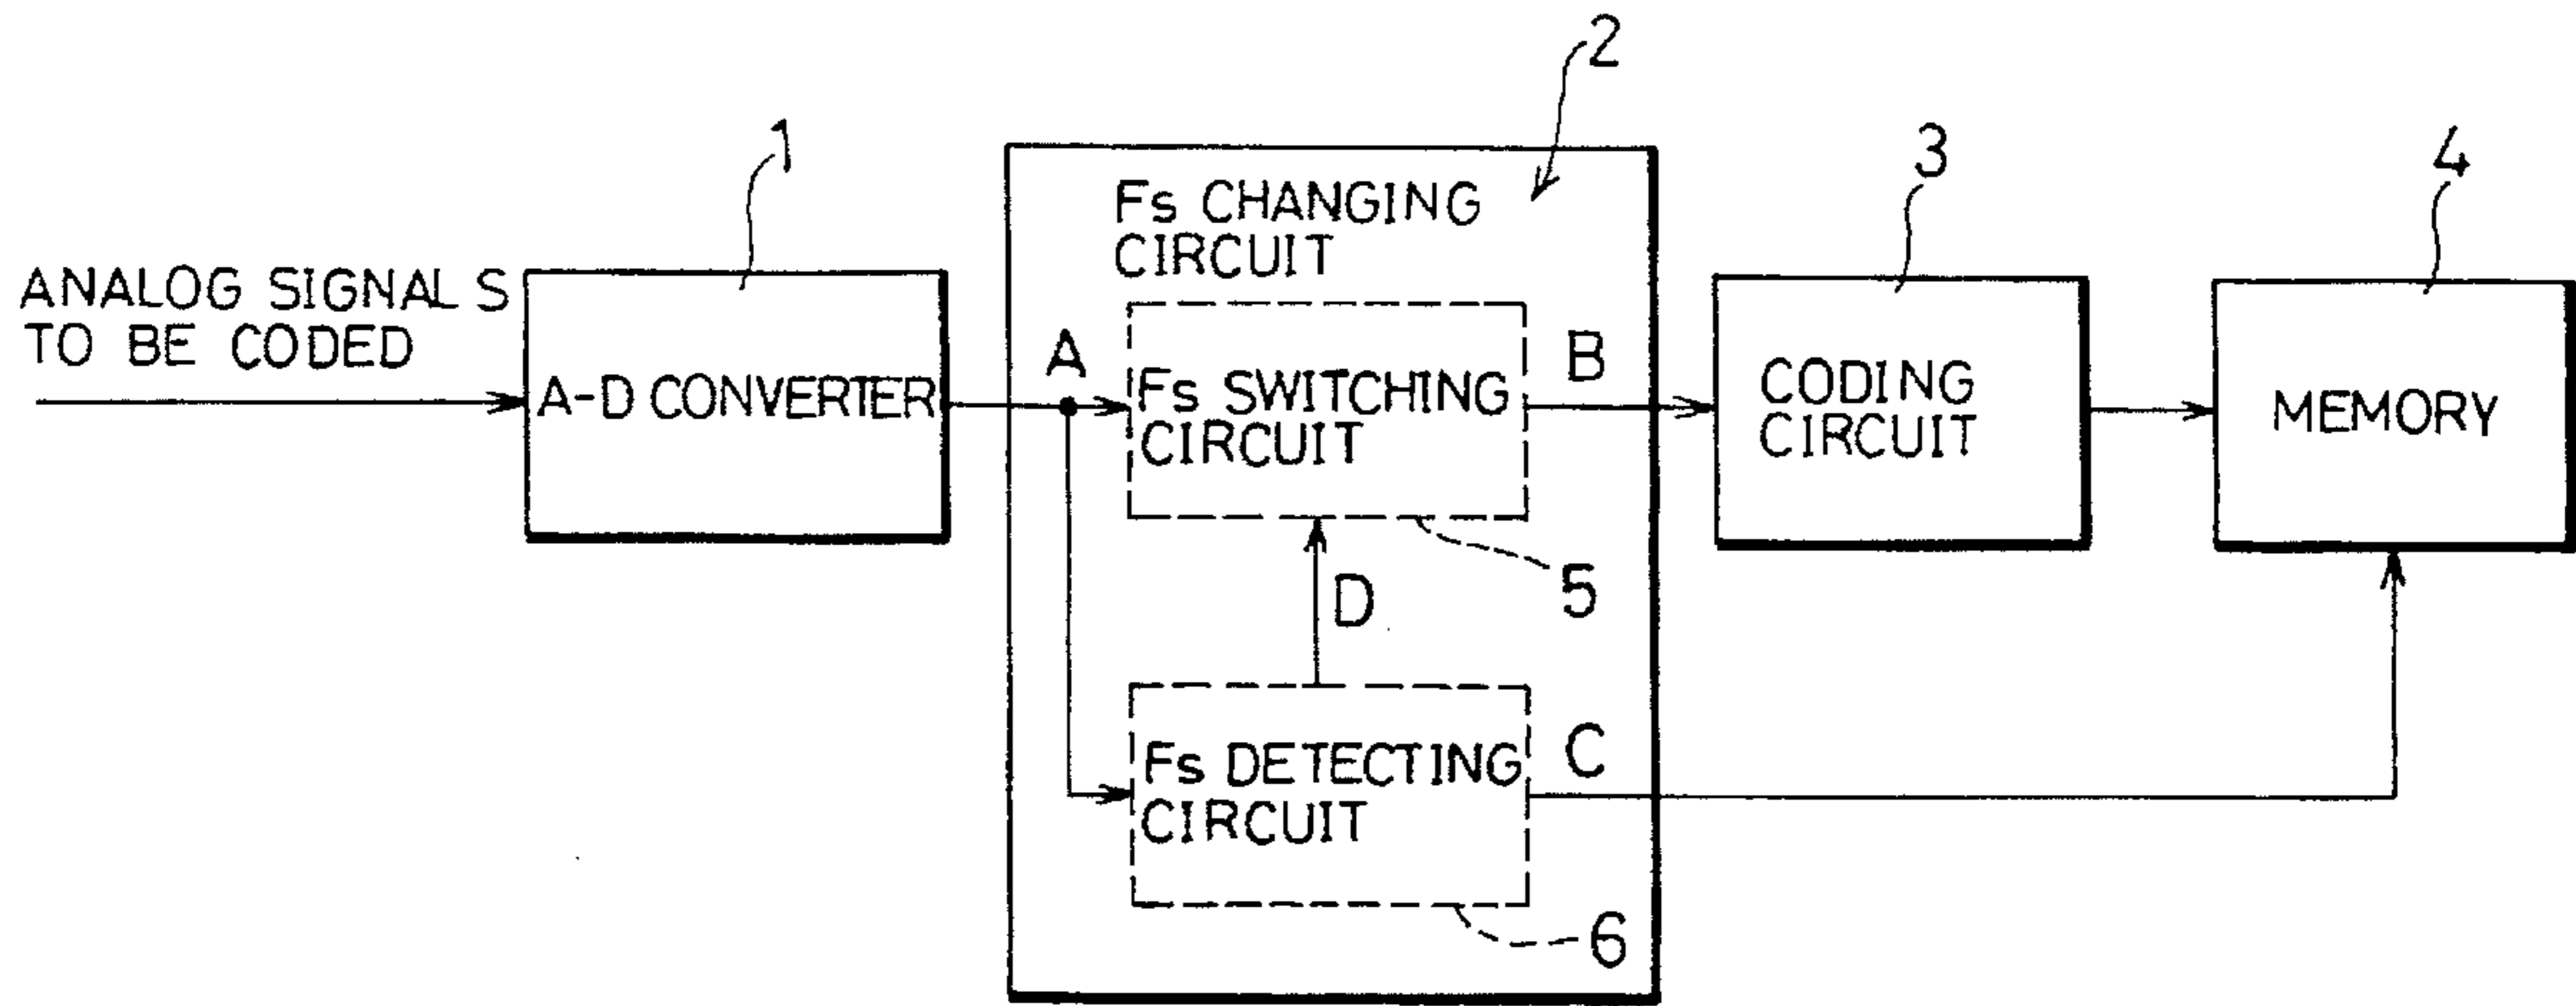 2
1
3
4
Fs CHANGING
CIRCUIT
ANALOG SIGNALS
TO BE CODED
A-D CONVERTER
A
Fs SWITCHING
CIRCUIT
B
CODING
CIRCUIT
MEMORY
5
D
Fs DETECTING
CIRCUIT
C
6